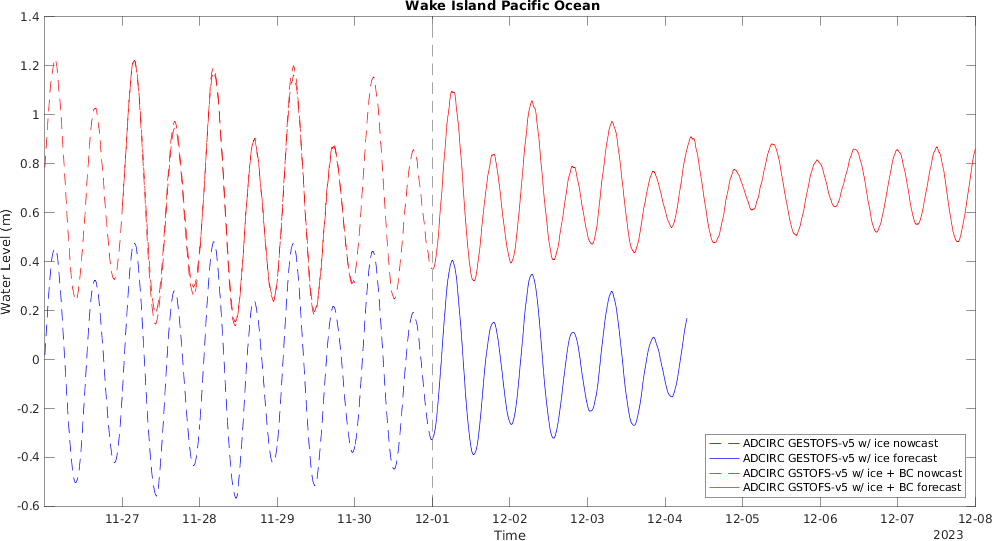 Wake Island Pacific Ocean
1.4
1.2
1
0.8
0.6
0.4
0.2
0
-0.2
-0.4
-0.6
Water Level (m)
ADCIRC GESTOFS-v5 w/ ice nowcast
ADCIRC GESTOFS-v5 w/ ice forecast
ADCIRC GSTOFS-v5 w/ ice + BC nowcast
ADCIRC GSTOFS-v5 w/ ice + BC forecast
11-27 11-28 11-29 11-30 12-01 12-02 12-03 12-04 12-05 12-06 12-07 12-08
Time
2023